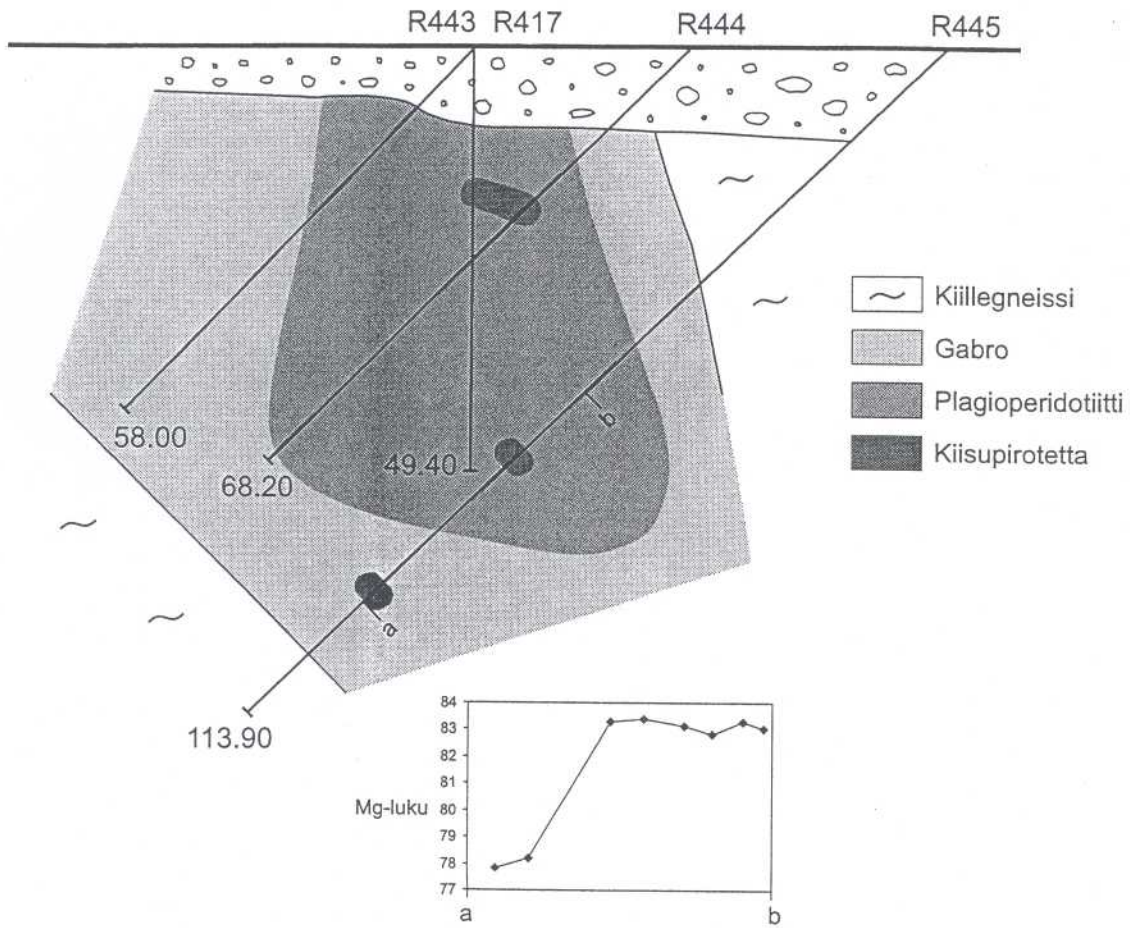 R443 R417 R444 R445
58.00
68.20
49.40
b
a
113.90
Kiillegneissi
Gabro
Plagioperidotiitti
Kiisupirotetta
84
83
82
81
80
79
78
77
Mg-luku
a b